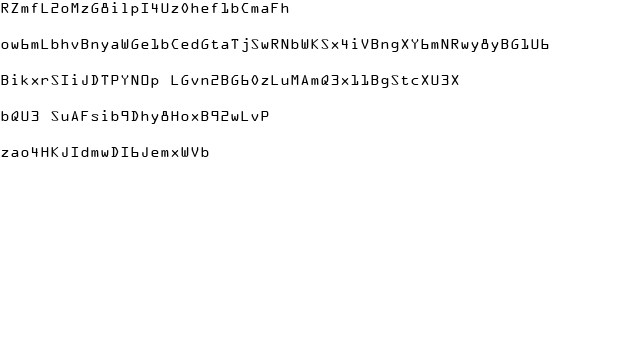 RZmfL2oMzG8ilpI4Uz0hef1bCmaFh
ow6mLbhvBnyaWGe1bCedGtaTjSwRNbWKSx4iVBngXY6mNRwy8yBG1U6
BikxrSIiJDTPYNOp LGvn2BG60zLuMAmQ3x11BgStcXU3X
bQU3 SuAFsib9Dhy8HoxB92wLvP
zao4HKJIdmwDI6JemxWVb